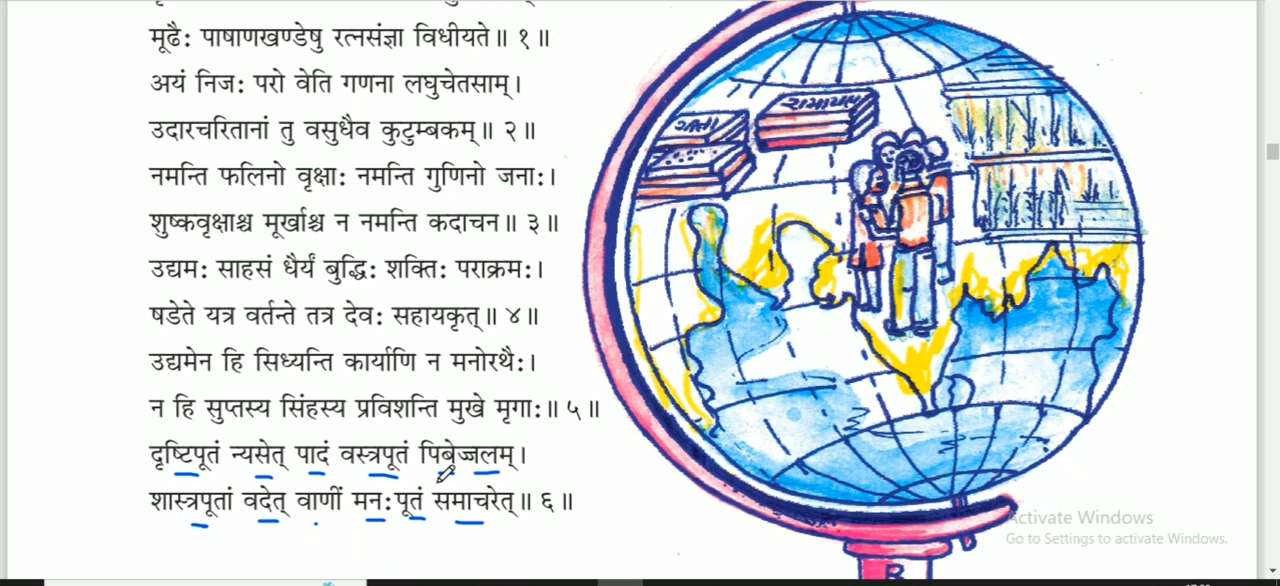 मूढै: पाषाणखण्डेषु रत्नसंज्ञा विधीयते॥ १॥
अयं निज: परो वेति गणना लघुचेतसाम्।
उदारचरितानां तु वसुधैव कुटुम्बकम्॥ २॥
नमन्ति फलिनो वृक्षा: नमन्ति गुणिनो जना:।
शुष्कवृक्षाश्च मूर्खाश्च न नमन्ति कदाचन॥ ३॥
उद्यम: साहसं धैर्यं बुद्धि: शक्ति: पराक्रम:।
षडेते यत्र वर्तन्ते तत्र देव: सहायकृत्॥ ४॥
उद्यमेन हि सिध्यन्ति कार्याणि न मनोरथै:।
न हि सुप्तस्य सिंहस्य प्रविशन्ति मुखे मृगा:॥ ५॥
दृष्टिपूतं न्यसेत् पादं वस्त्रपूतं पिबेज्जलम्।
शास्त्रपूतां वदेत् वाणीं मन:पूतं समाचरेत्॥ ६॥
રામાયણ
ગીતા
Activate Windows
Go to Settings to activate Windows.